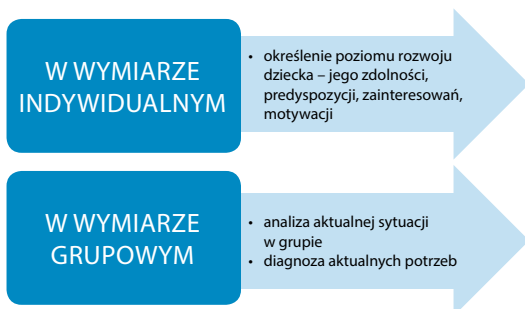 W WYMIARZE
INDYWIDUALNYM
• określenie poziomu rozwoju
dziecka – jego zdolności,
predyspozycji, zainteresowań,
motywacji
W WYMIARZE
GRUPOWYM
• analiza aktualnej sytuacji
w grupie
• diagnoza aktualnych potrzeb